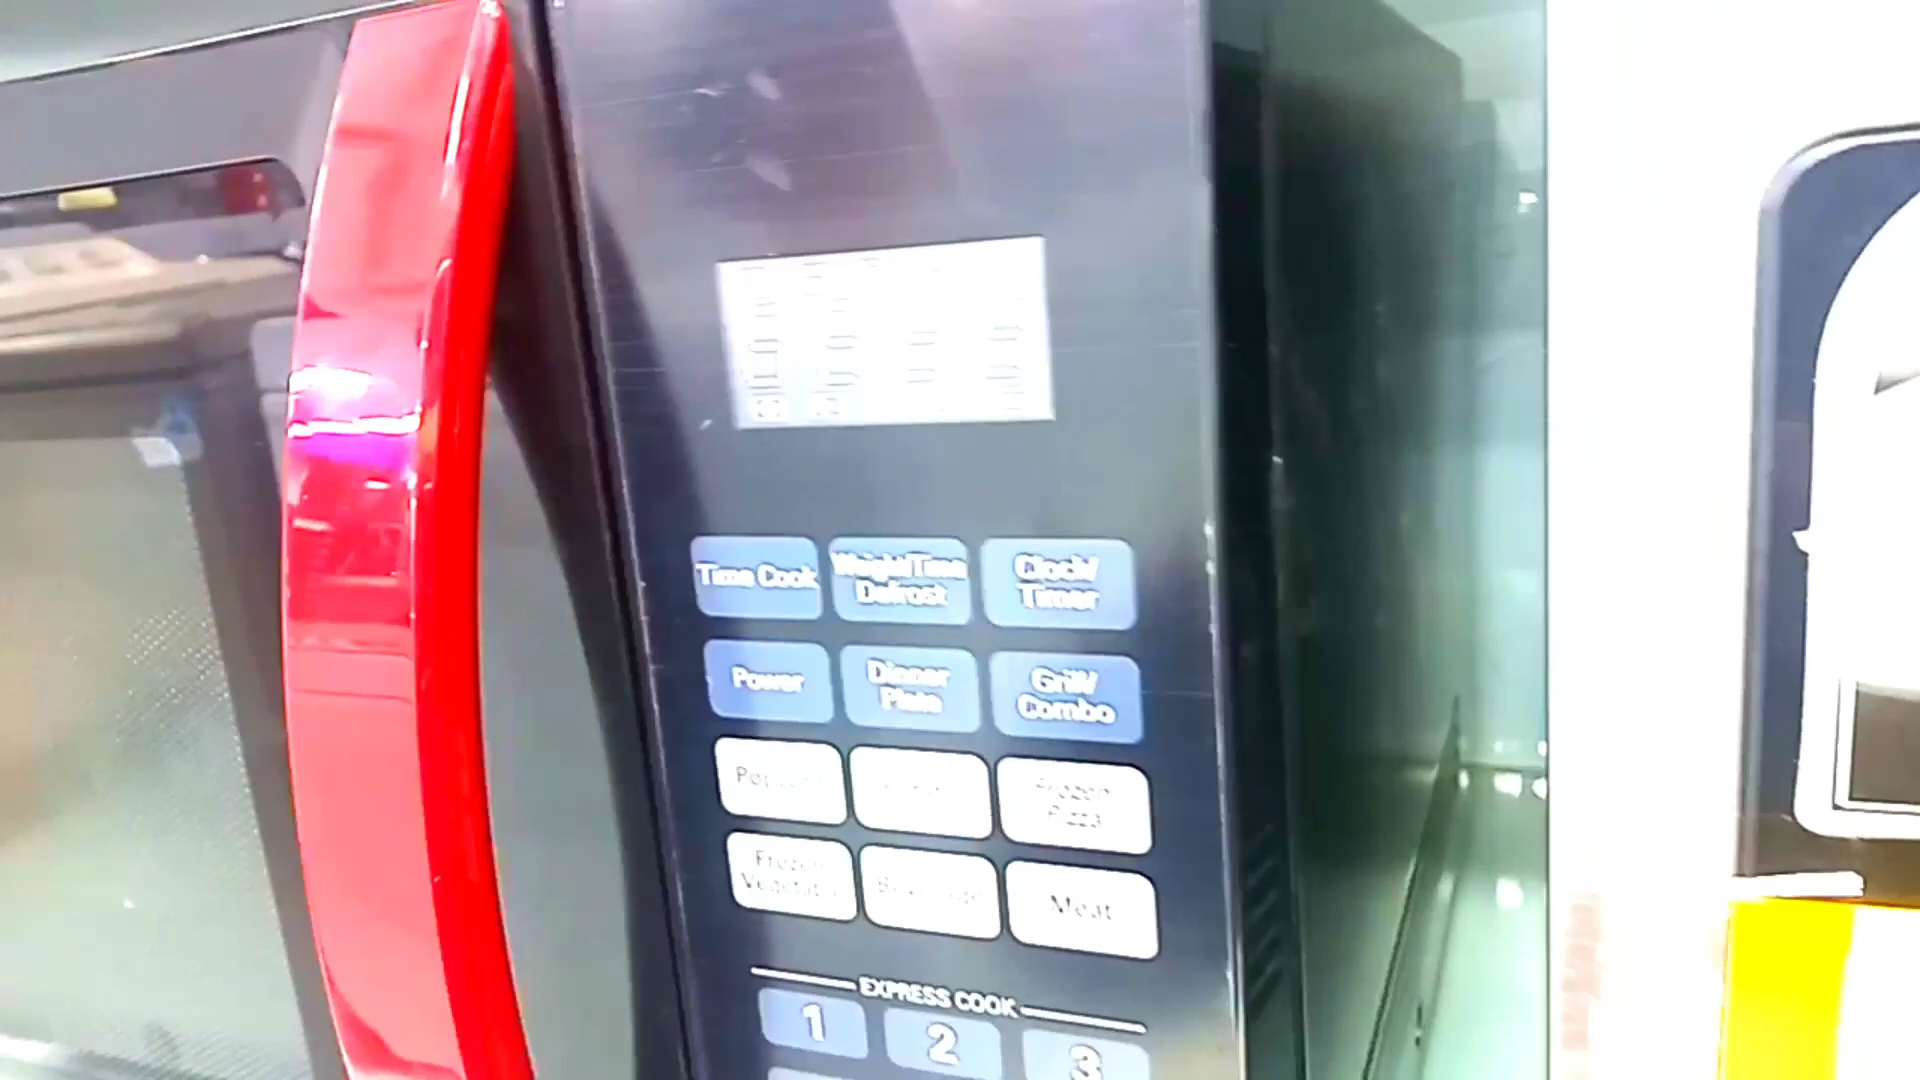 Time Cook
Weight/Time
Defrost
Clock/
Timer
Power
Dinner
Plate
Grill/
Combo
Popcorn
Frozen
Pizza
Frozen
Vegetable
Meat
EXPRESS COOK
1
2
3